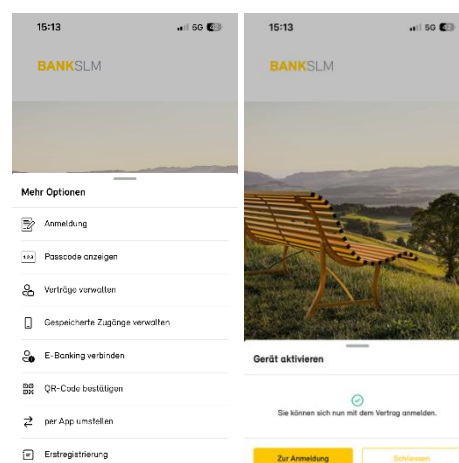 15:13
5G
BANKSLM
Mehr Optionen
Anmeldung
123
Passcode anzeigen
Verträge verwalten
Gespeicherte Zugänge verwalten
E-Banking verbinden
QR-Code bestätigen
per App umstellen
Erstregistrierung
15:13
5G
BANKSLM
Gerät aktivieren
Sie können sich nun mit dem Vertrag anmelden.
Zur Anmeldung
Schliessen